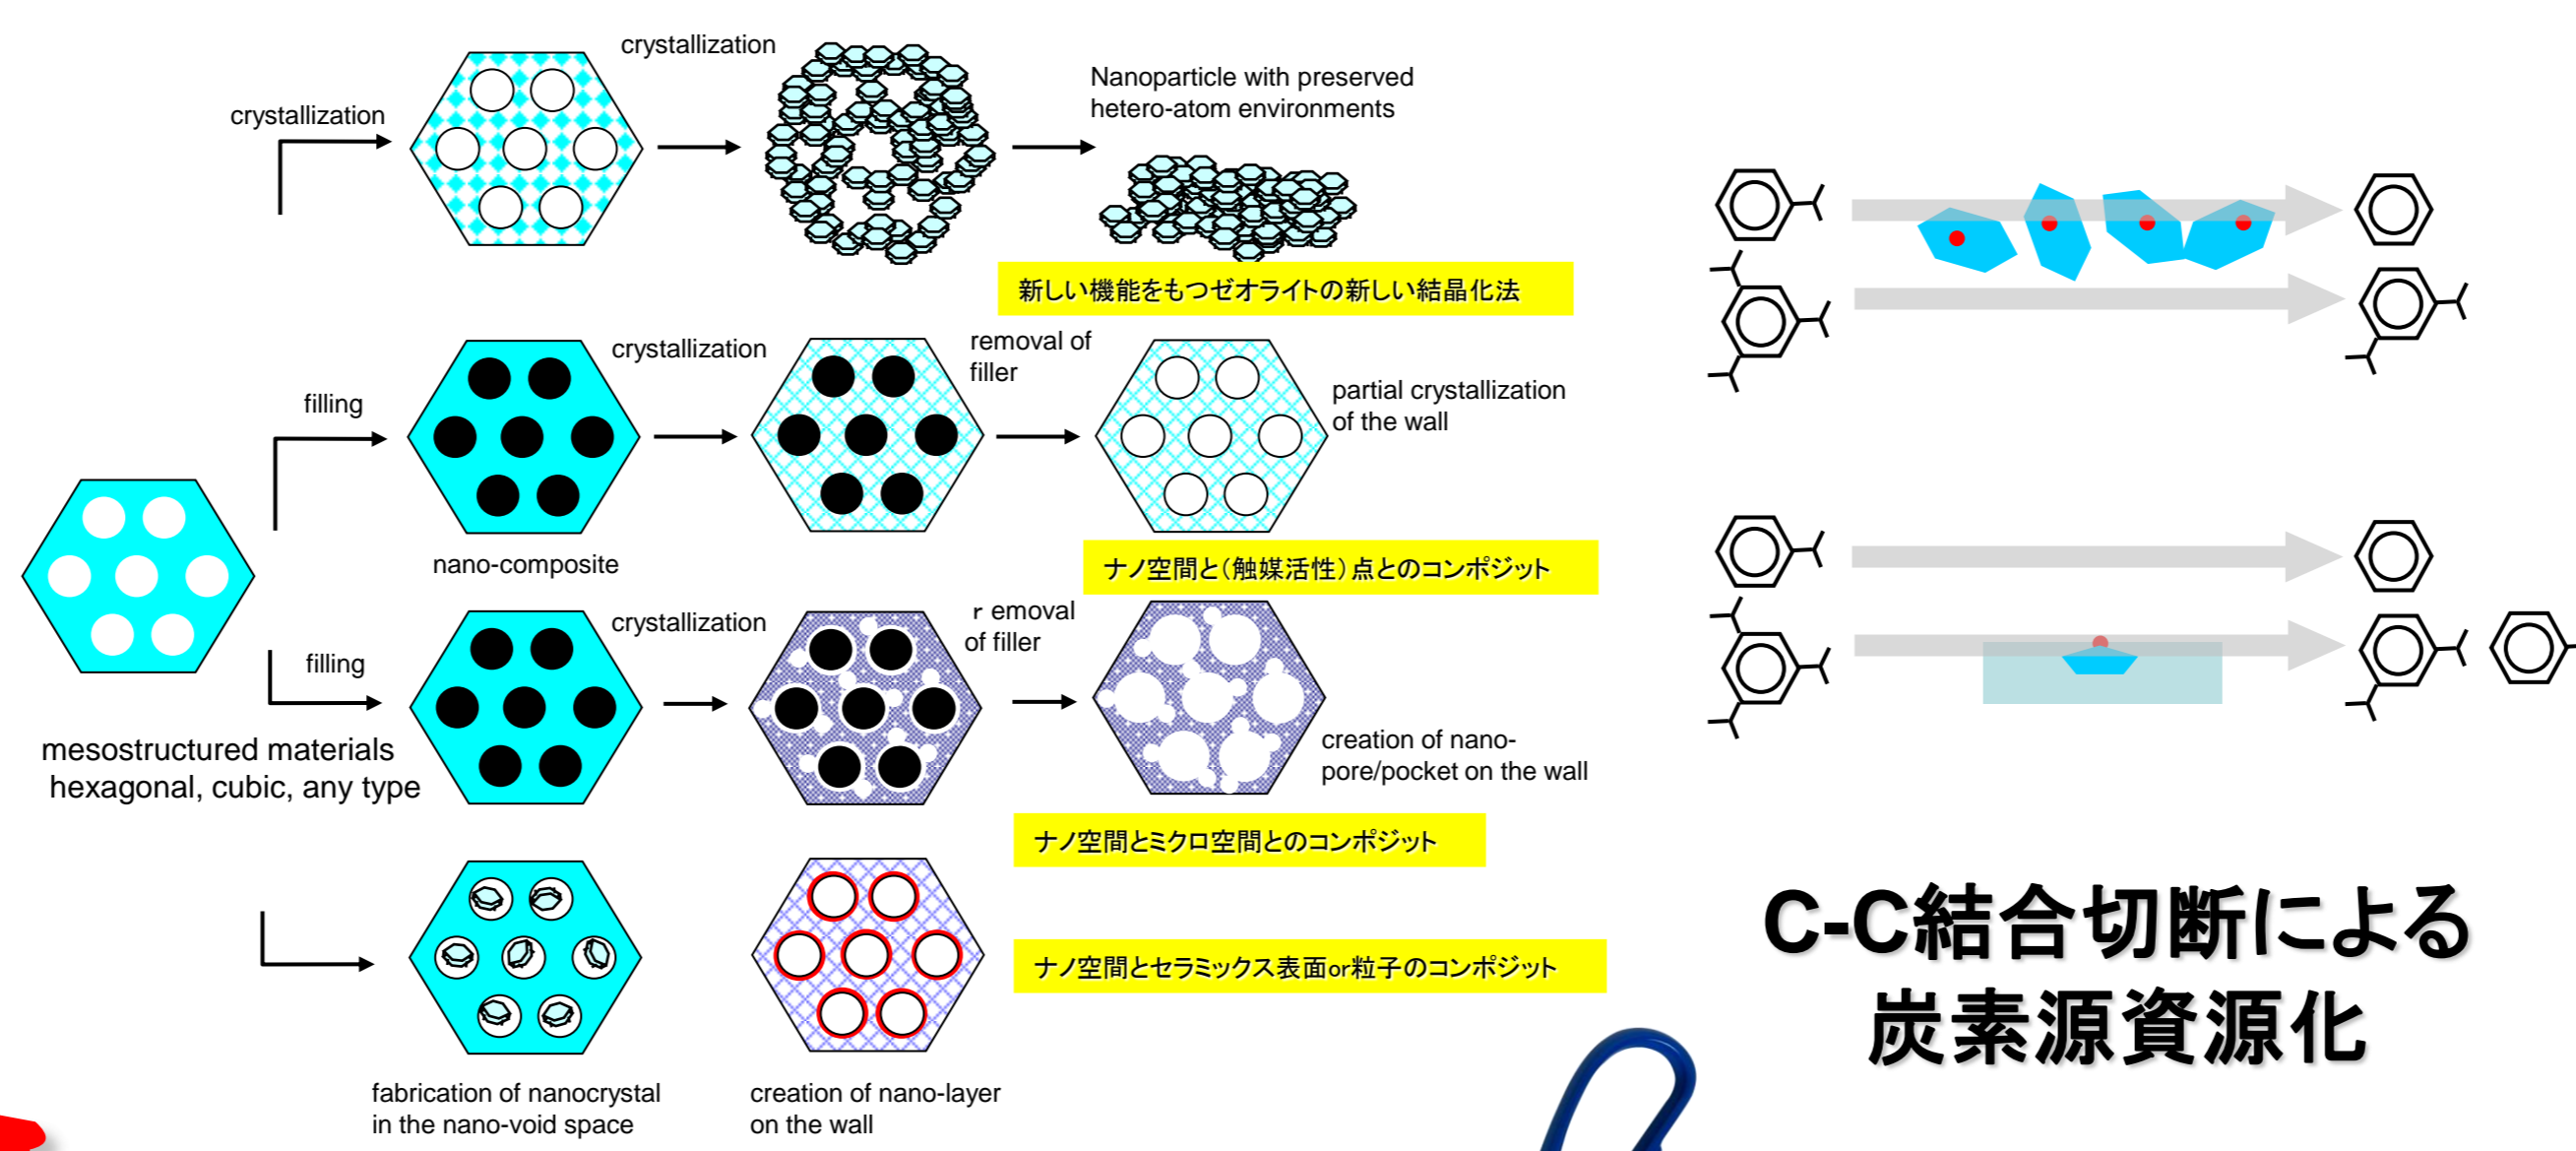 crystallization
crystallization
Nanoparticle with preserved
hetero-atom environments
新しい機能をもつゼオライトの新しい結晶化法
filling
crystallization
removal of
filler
partial crystallization
of the wall
nano-composite
ナノ空間と（触媒活性）点とのコンポジット
filling
crystallization
r emoval
of filler
creation of nano-
pore/pocket on the wall
mesostructured materials
hexagonal, cubic, any type
ナノ空間とミクロ空間とのコンポジット
ナノ空間とセラミックス表面or粒子のコンポジット
fabrication of nanocrystal
in the nano-void space
creation of nano-layer
on the wall
C-C結合切断による
炭素源資源化